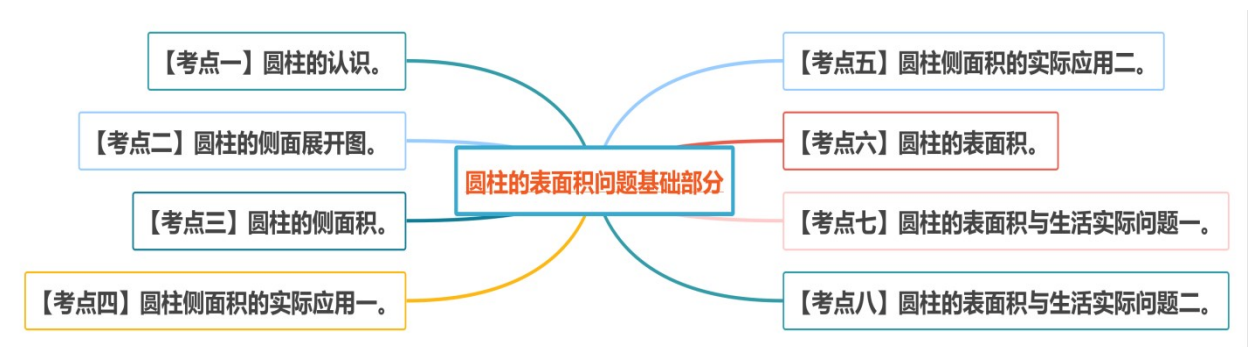 【考点一】圆柱的认识。
【考点二】圆柱的侧面展开图。
【考点三】圆柱的侧面积。
【考点四】圆柱侧面积的实际应用一。
圆柱的表面积问题基础部分
【考点五】圆柱侧面积的实际应用二。
【考点六】圆柱的表面积。
【考点七】圆柱的表面积与生活实际问题一。
【考点八】圆柱的表面积与生活实际问题二。